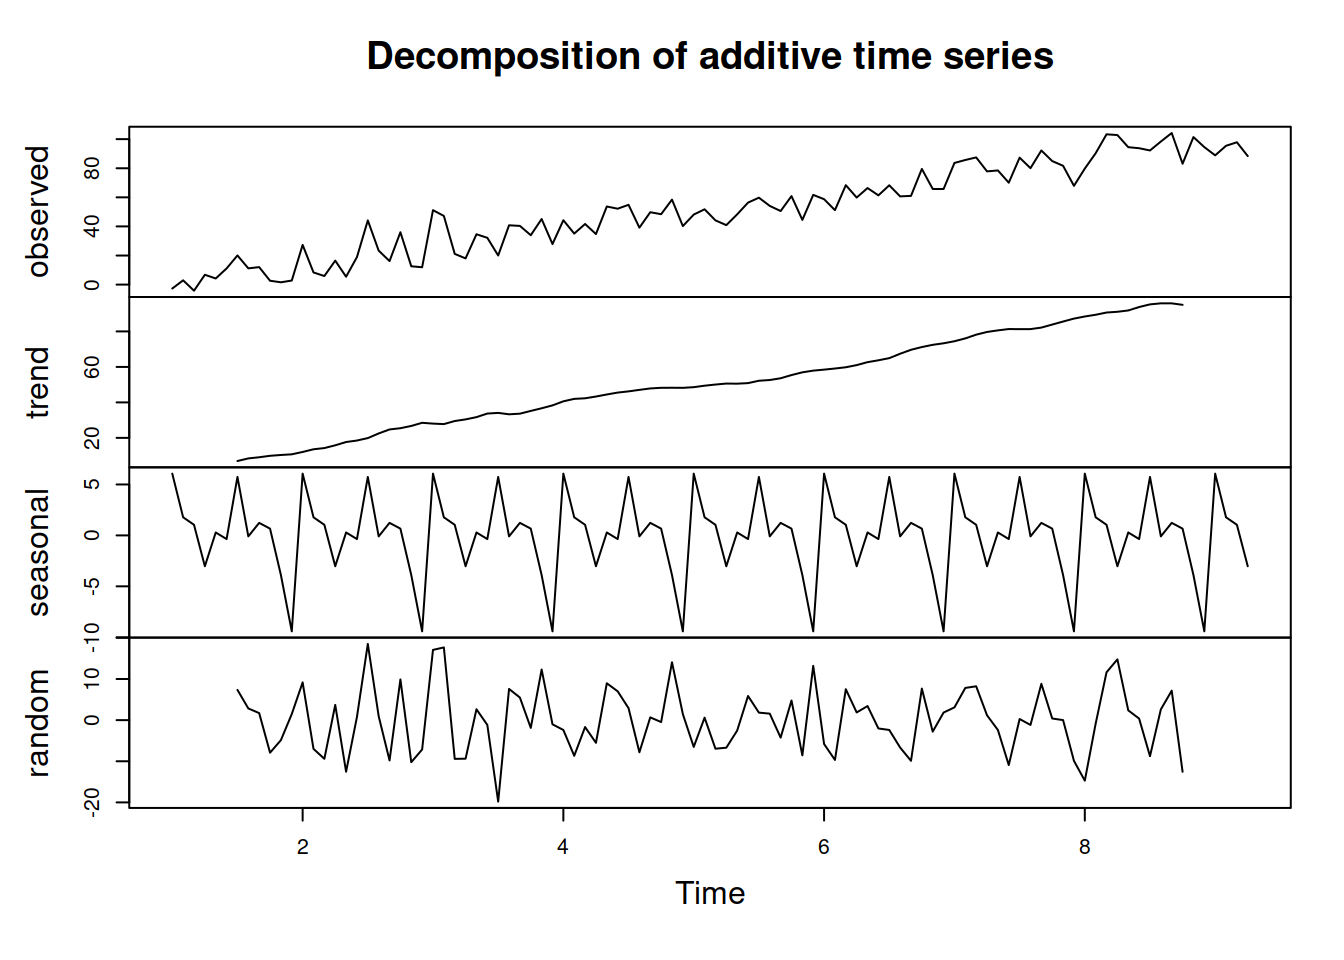 Decomposition of additive time series
observed
0 40 80
trend
20 60
seasonal
-10 -5 0 5
random
-20 0 10
2 4 6 8
Time